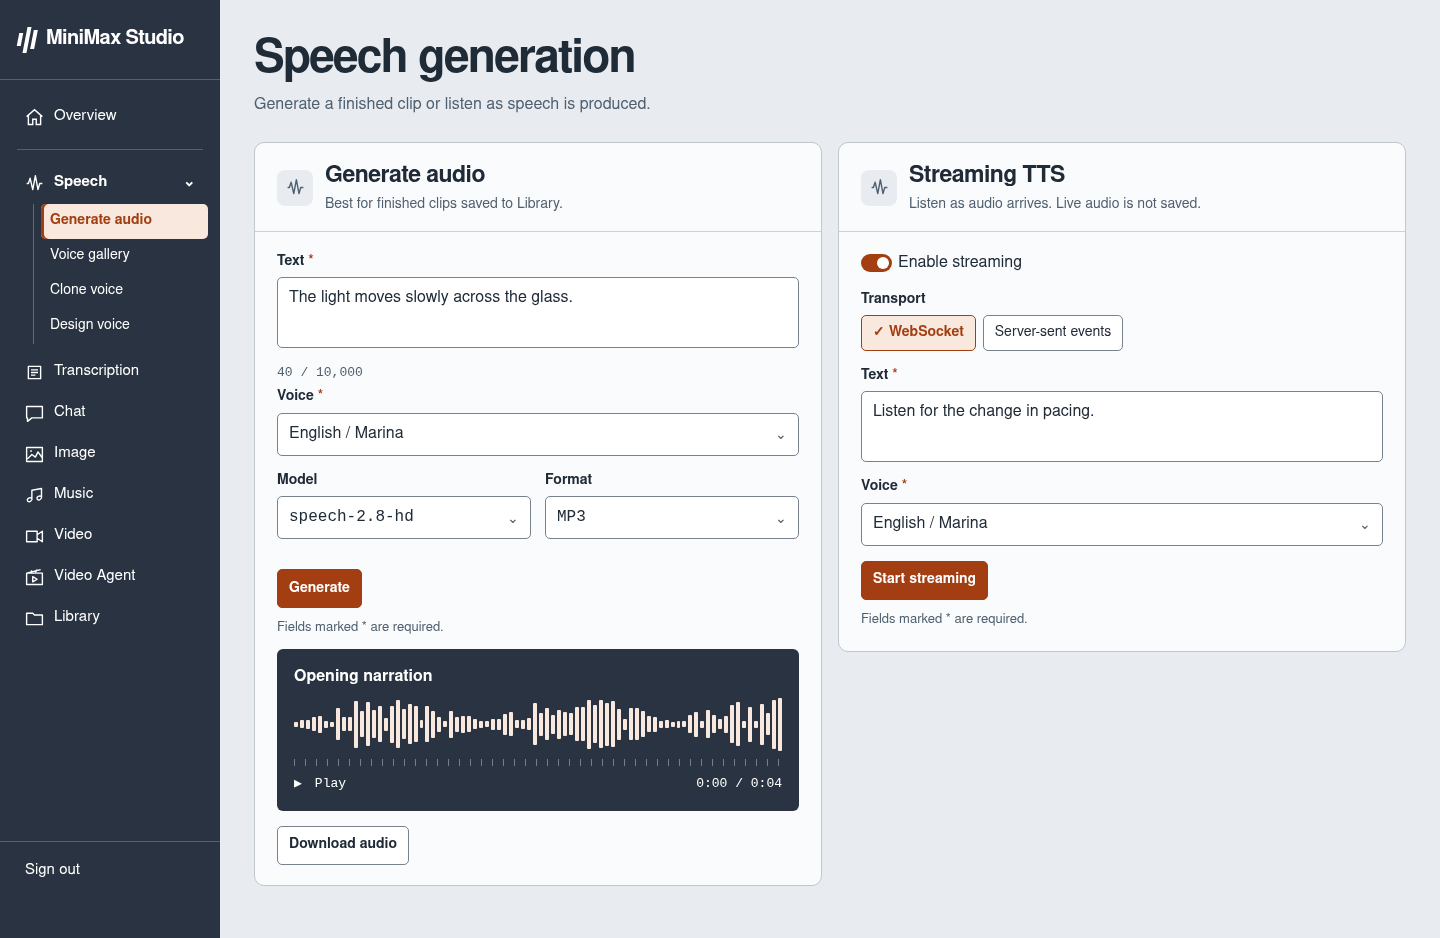 MiniMax Studio
Overview
Speech
Generate audio
Voice gallery
Clone voice
Design voice
Transcription
Chat
Image
Music
Video
Video Agent
Library
Sign out
Speech generation
Generate a finished clip or listen as speech is produced.
Generate audio
Best for finished clips saved to Library.
Text *
The light moves slowly across the glass.
40 / 10,000
Voice *
English / Marina
Model
Format
speech-2.8-hd
MP3
Generate
Fields marked * are required.
Opening narration
▶ Play
0:00 / 0:04
Download audio
Streaming TTS
Listen as audio arrives. Live audio is not saved.
Enable streaming
Transport
✓ WebSocket
Server-sent events
Text *
Listen for the change in pacing.
Voice *
English / Marina
Start streaming
Fields marked * are required.